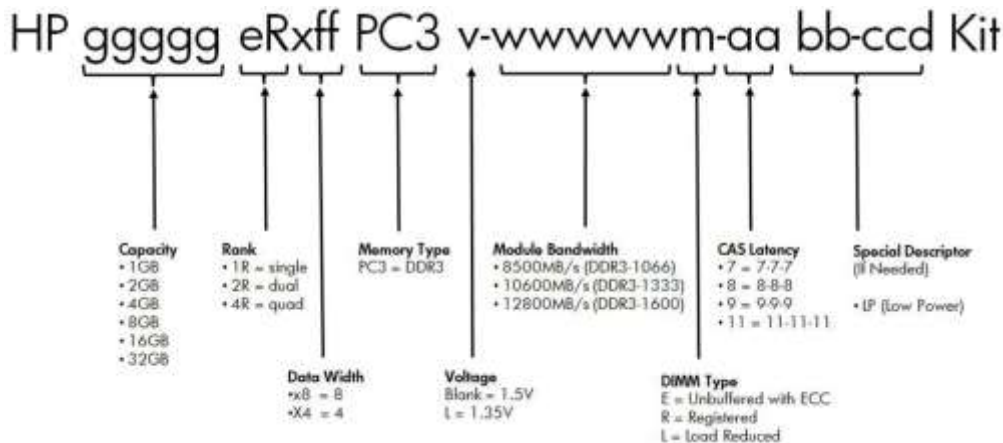 HP ggggg eRxff PC3 v-wwwwwm-aa bb-ccd Kit
Capacity
• 1GB
• 2GB
• 4GB
• 8GB
• 16GB
• 32GB
Rank
• 1R = single
• 2R = dual
• 4R = quad
Memory Type
PC3 = DDR3
Module Bandwidth
• 8500MB/s (DDR3-1066)
• 10600MB/s (DDR3-1333)
• 12800MB/s (DDR3-1600)
CAS Latency
• 7 = 7-7-7
• 8 = 8-8-8
• 9 = 9-9-9
• 11 = 11-11-11
Special Descriptor
(If Needed)
• LP (Low Power)
Data Width
•x8 = 8
•X4 = 4
Voltage
Blank = 1.5V
L = 1.35V
DIMM Type
E = Unbuffered with ECC
R = Registered
L = Load Reduced